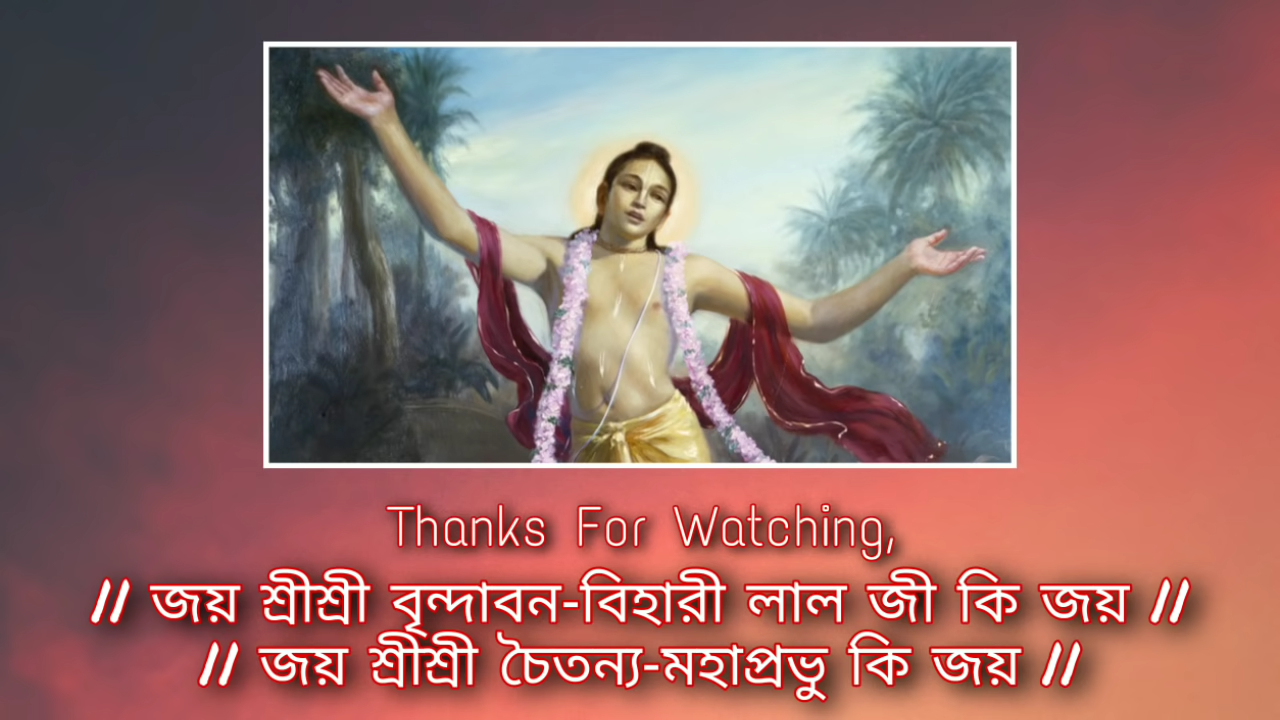 Thanks For Watching,
// জয় শ্রীশ্রী বৃন্দাবন-বিহারী লাল জী কি জয় //
// জয় শ্রীশ্রী চৈতন্য-মহাপ্রভু কি জয় //